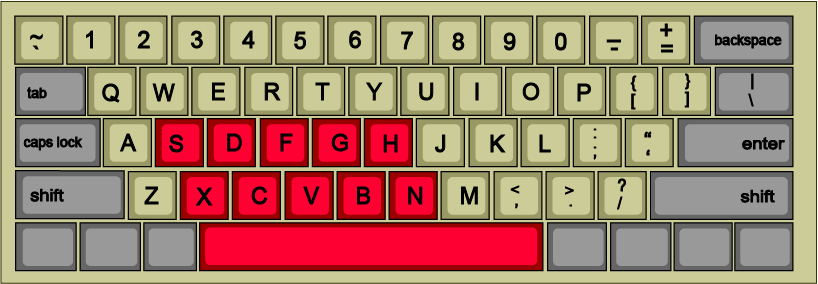 ~ ` 1 2 3 4 5 6 7 8 9 0 _ - + = backspace
tab Q W E R T Y U I O P { [ } ] | \
caps lock A S D F G H J K L : ; “ ‘ enter
shift Z X C V B N M < , > . ? / shift